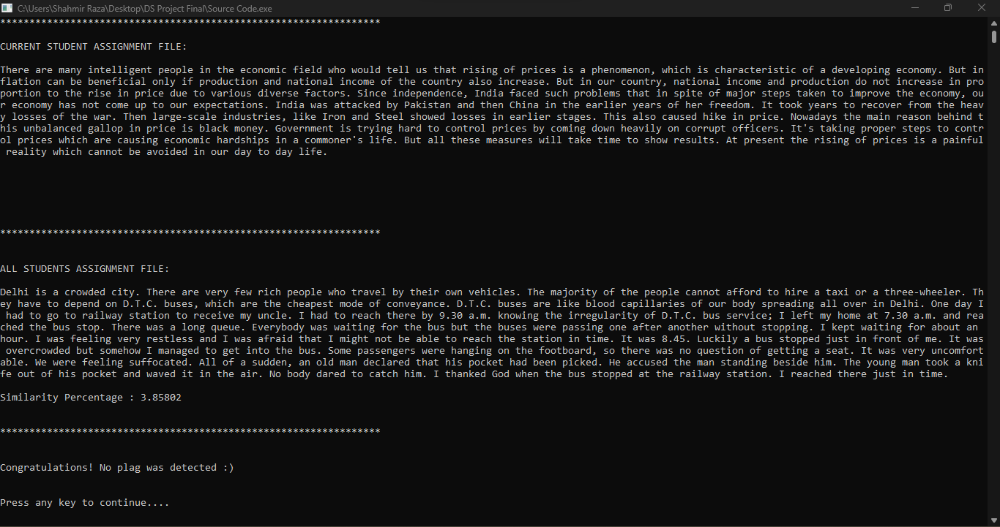 C:\Users\Shahmir Raza\Desktop\DS Project Final\Source Code.exe
*****************************************************************
CURRENT STUDENT ASSIGNMENT FILE:
There are many intelligent people in the economic field who would tell us that rising of prices is a phenomenon, which is characteristic of a developing economy. But in
flation can be beneficial only if production and national income of the country also increase. But in our country, national income and production do not increase in pro
portion to the rise in price due to various diverse factors. Since independence, India faced such problems that in spite of major steps taken to improve the economy, ou
r economy has not come up to our expectations. India was attacked by Pakistan and then China in the earlier years of her freedom. It took years to recover from the heav
y losses of the war. Then large-scale industries, like Iron and Steel showed losses in earlier stages. This also caused hike in price. Nowadays the main reason behind t
his unbalanced gallop in price is black money. Government is trying hard to control prices by coming down heavily on corrupt officers. It's taking proper steps to contr
ol prices which are causing economic hardships in a commoner's life. But all these measures will take time to show results. At present the rising of prices is a painful
 reality which cannot be avoided in our day to day life.
*****************************************************************
ALL STUDENTS ASSIGNMENT FILE:
Delhi is a crowded city. There are very few rich people who travel by their own vehicles. The majority of the people cannot afford to hire a taxi or a three-wheeler. Th
ey have to depend on D.T.C. buses, which are the cheapest mode of conveyance. D.T.C. buses are like blood capillaries of our body spreading all over in Delhi. One day I
 had to go to railway station to receive my uncle. I had to reach there by 9.30 a.m. knowing the irregularity of D.T.C. bus service; I left my home at 7.30 a.m. and rea
ched the bus stop. There was a long queue. Everybody was waiting for the bus but the buses were passing one after another without stopping. I kept waiting for about an
hour. I was feeling very restless and I was afraid that I might not be able to reach the station in time. It was 8.45. Luckily a bus stopped just in front of me. It was
 overcrowded but somehow I managed to get into the bus. Some passengers were hanging on the footboard, so there was no question of getting a seat. It was very uncomfort
able. We were feeling suffocated. All of a sudden, an old man declared that his pocket had been picked. He accused the man standing beside him. The young man took a kni
fe out of his pocket and waved it in the air. No body dared to catch him. I thanked God when the bus stopped at the railway station. I reached there just in time.
Similarity Percentage : 3.85802
*****************************************************************
Congratulations! No plag was detected :)
Press any key to continue....